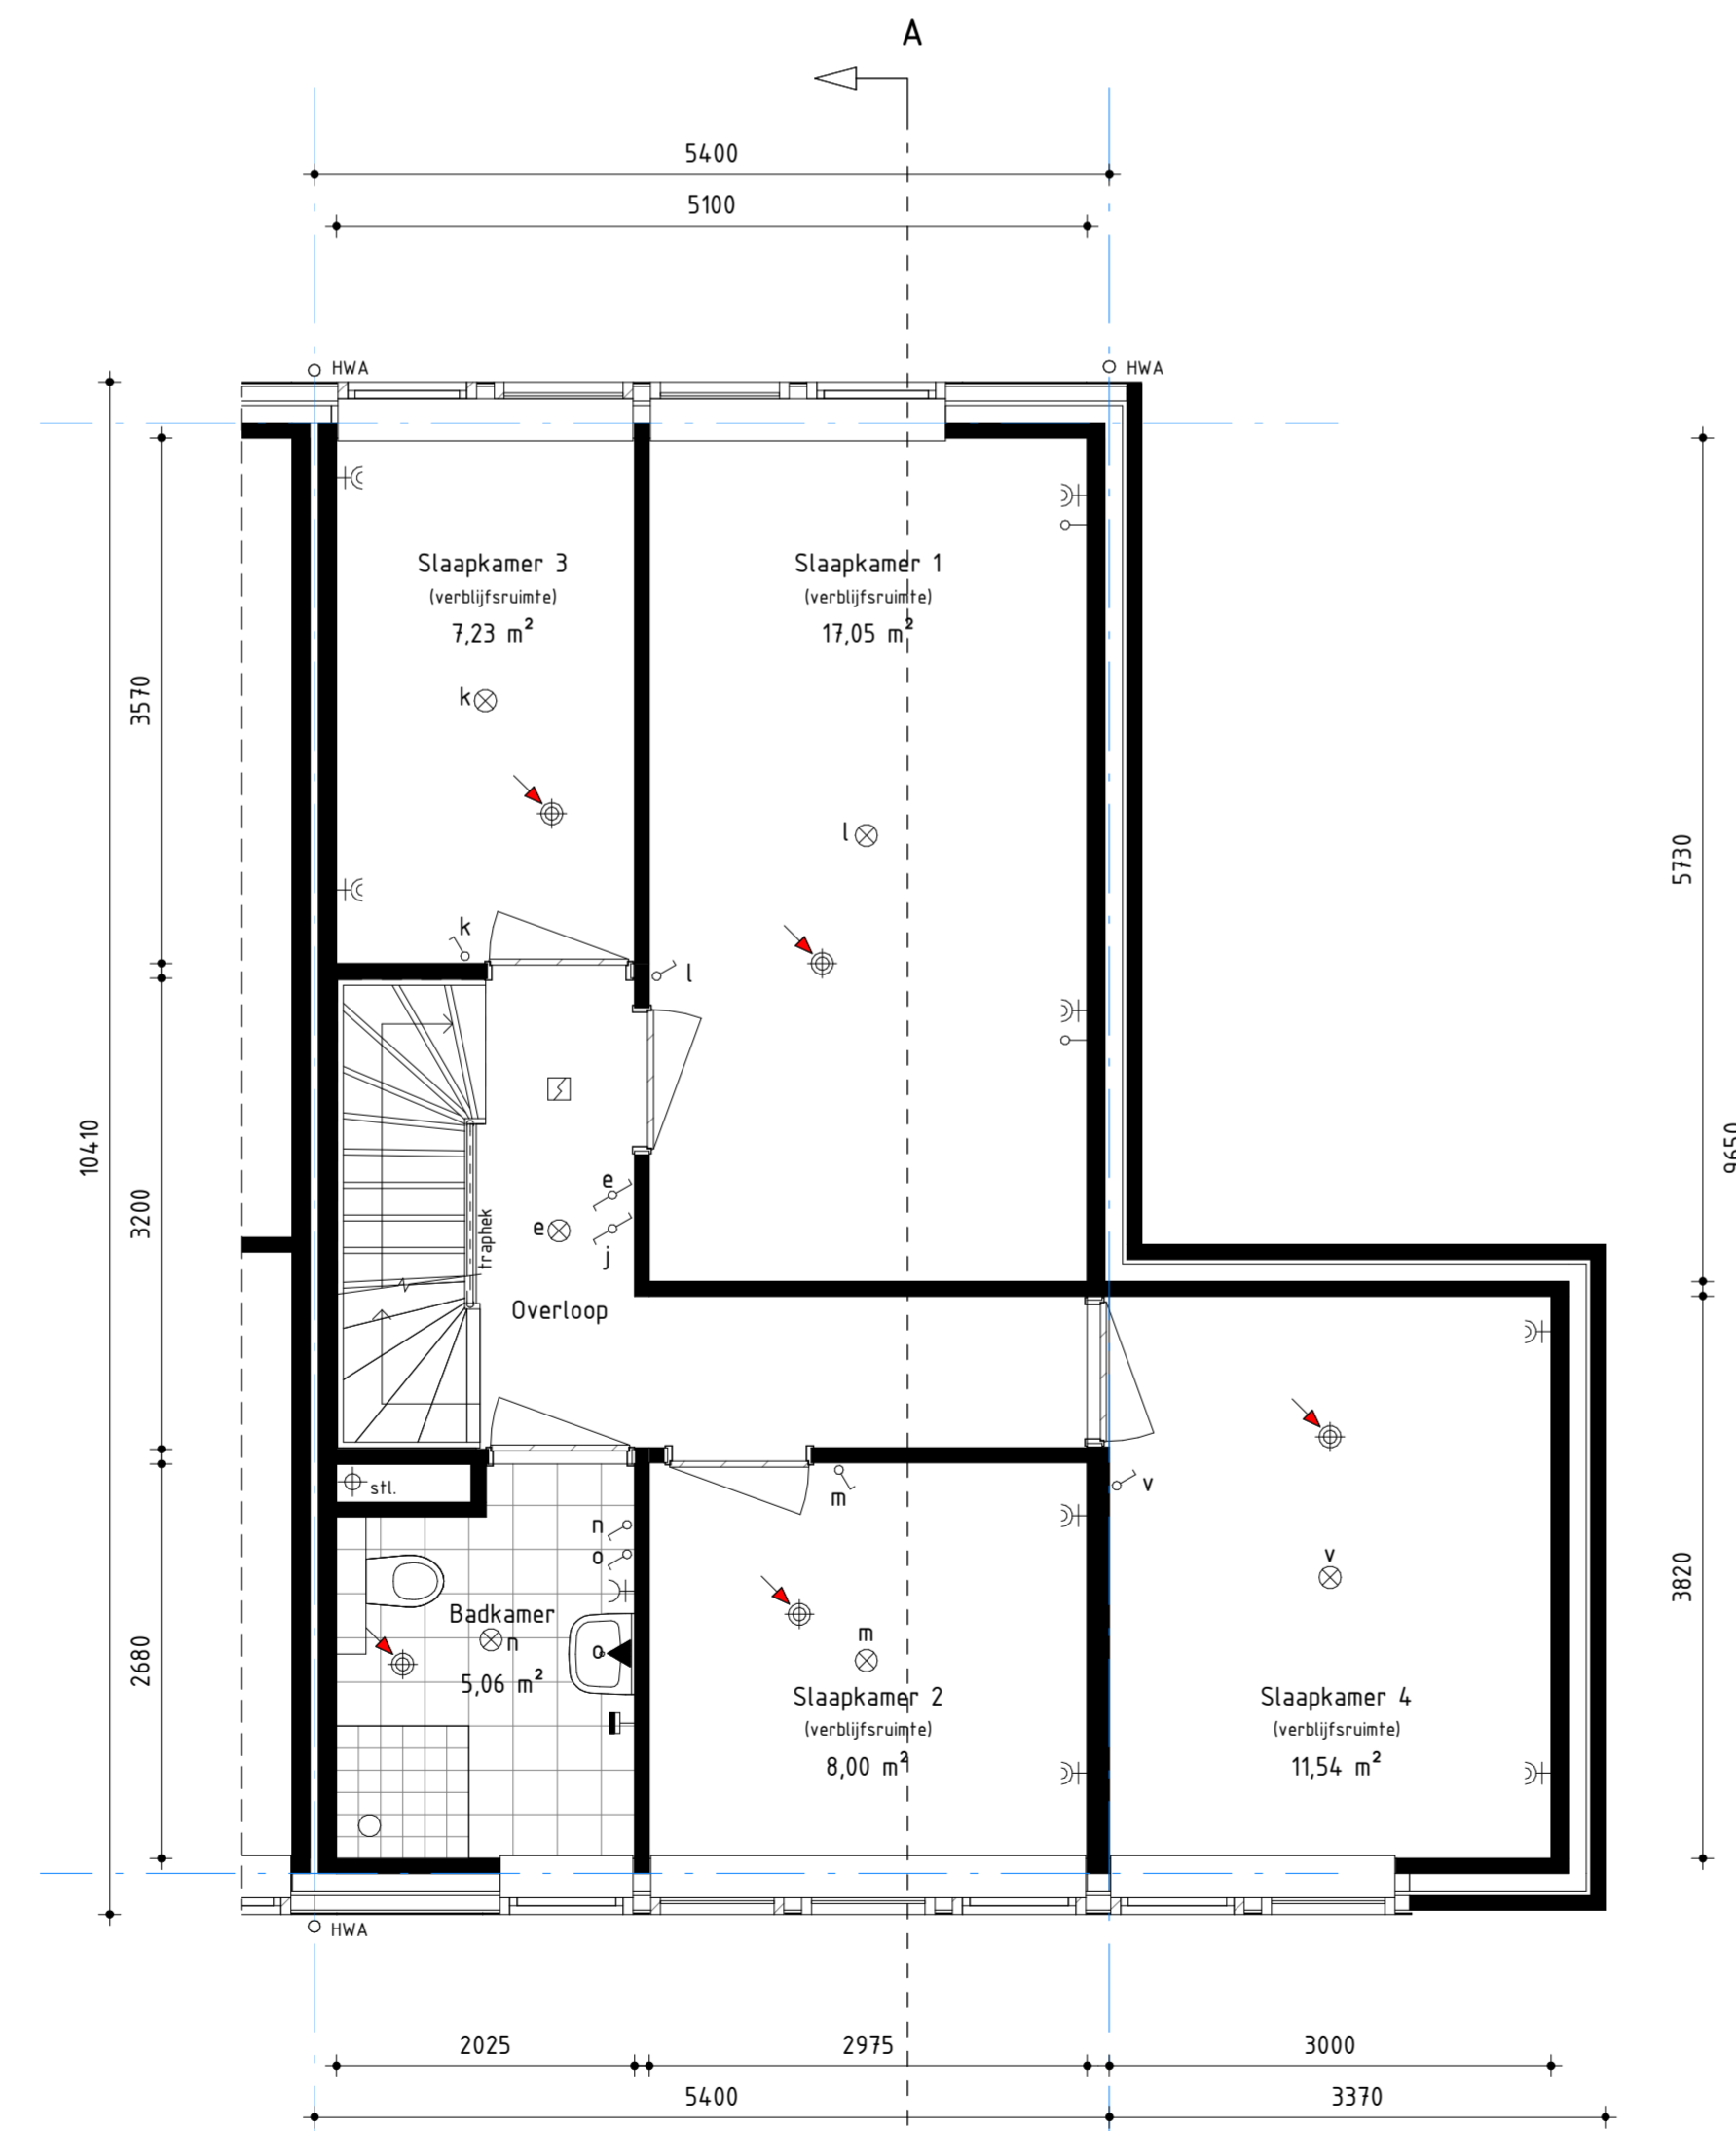 A
5400
5100
HWA
HWA
Slaapkamer 3
(verblijfsruimte)
7,23 m²
Slaapkamer 1
(verblijfsruimte)
17,05 m²
3570
k
l
5730
k
l
10410
3200
9650
traphek
e
e
j
Overloop
stl.
m
v
n
o
v
3820
2680
Badkamer
n
o
5,06 m²
m
Slaapkamer 2
(verblijfsruimte)
8,00 m²
Slaapkamer 4
(verblijfsruimte)
11,54 m²
HWA
2025
2975
3000
5400
3370